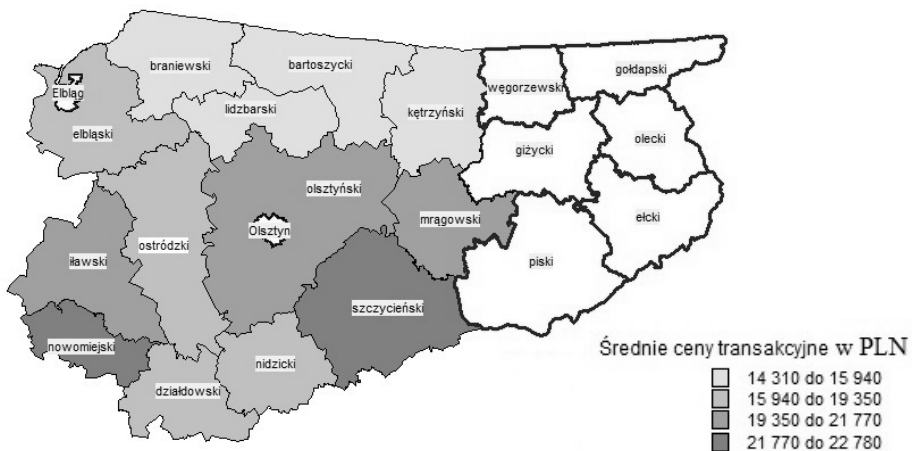 braniewski
bartoszycki
gołdapski
węgorzewski
Elbląg
lidzbarski
kętrzyński
elbląski
giżycki
olecki
olsztyński
mrągowski
ełcki
Olsztyn
ostródzki
iławski
piski
szczycieński
nowomiejski
nidzicki
działdowski
Średnie ceny transakcyjne w PLN
14 310 do 15 940
15 940 do 19 350
19 350 do 21 770
21 770 do 22 780